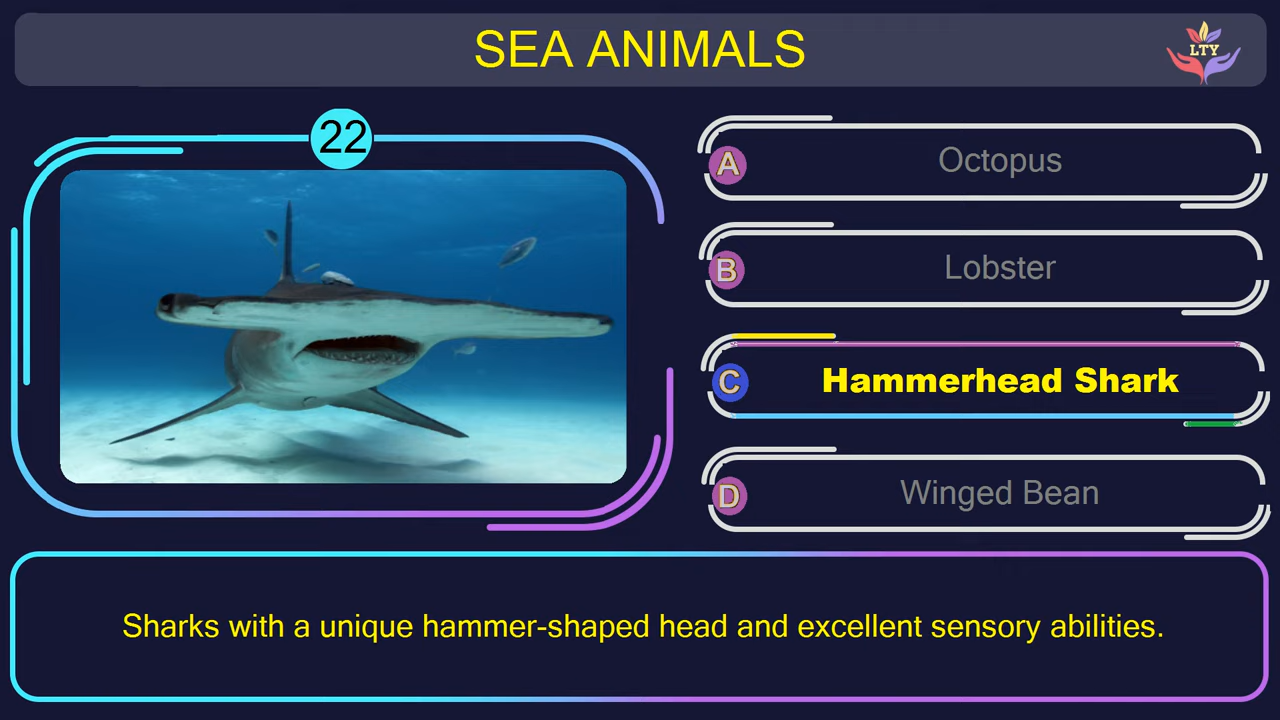 SEA ANIMALS
LTY
22
A Octopus
B Lobster
C Hammerhead Shark
D Winged Bean
Sharks with a unique hammer-shaped head and excellent sensory abilities.